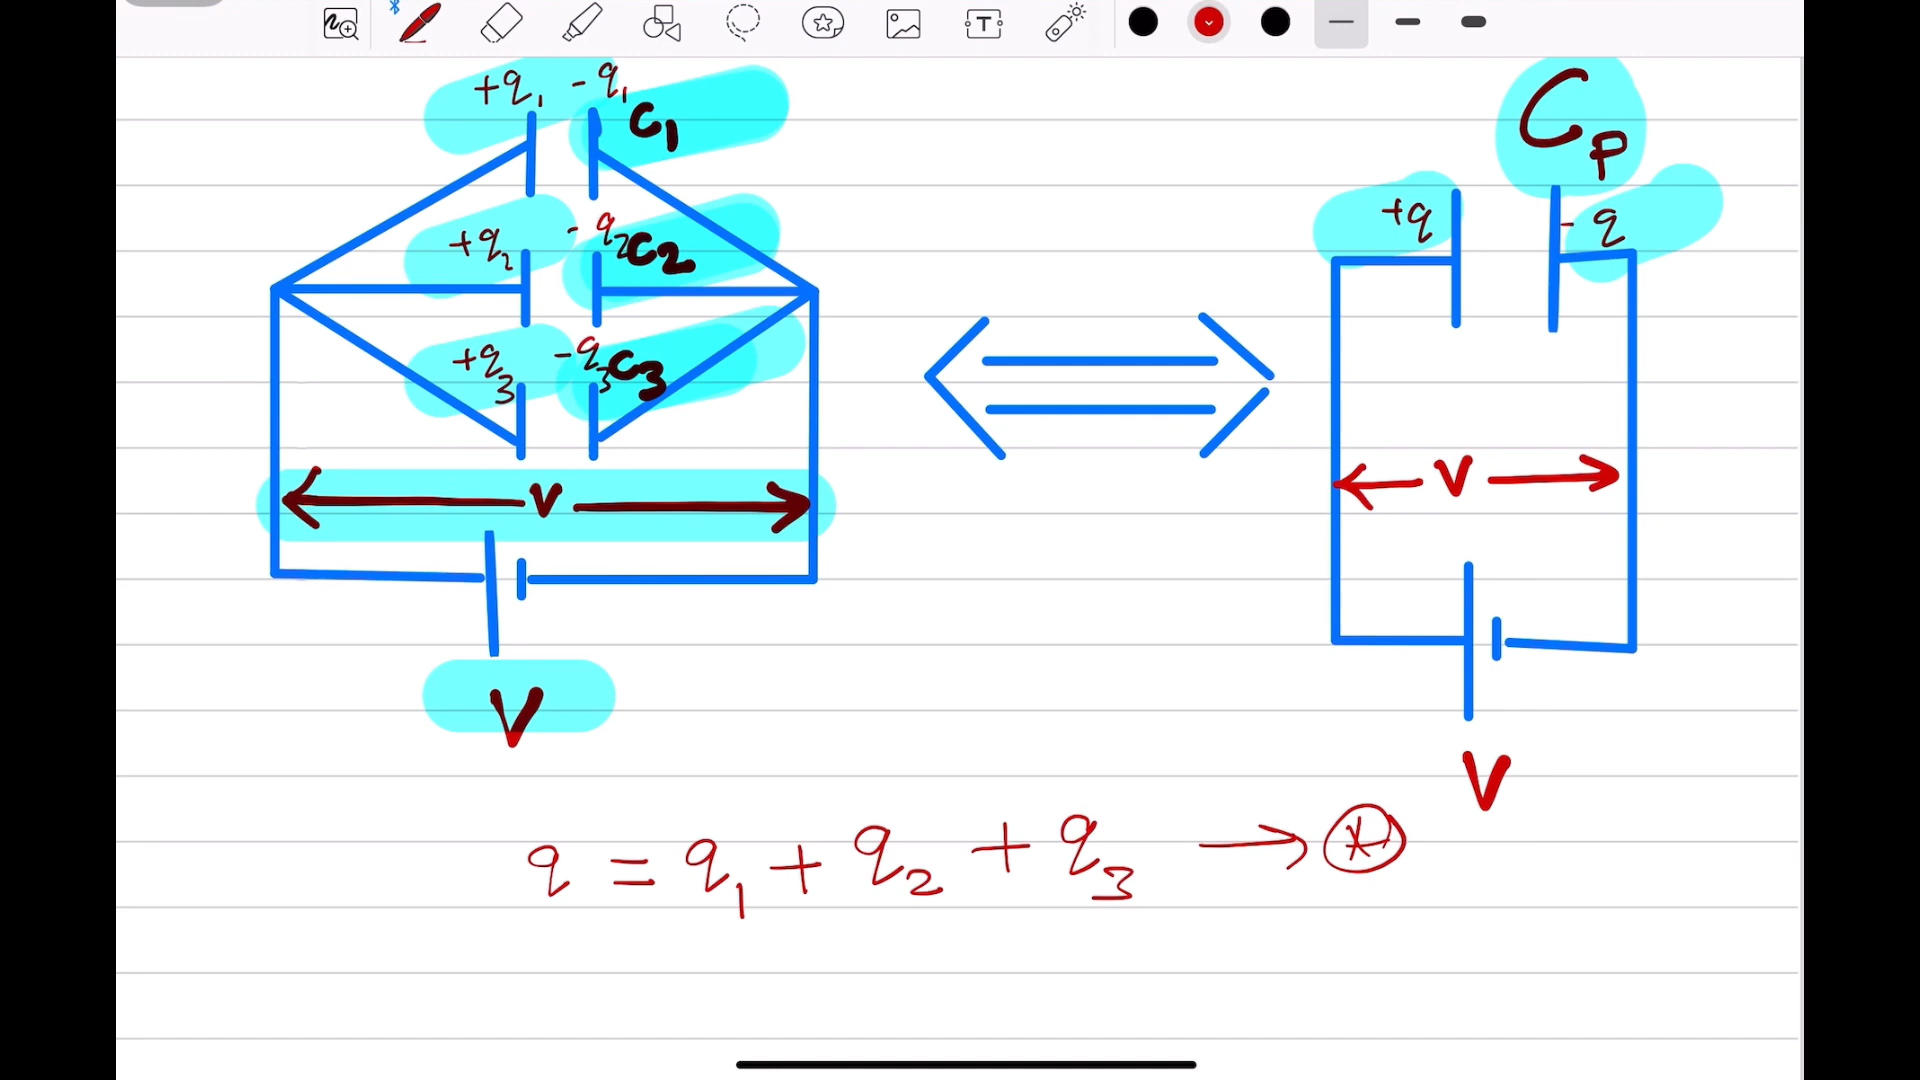 +q₁ -q₁ C₁
+q₂ -q₂ C2
+q₃ -q₃ C3
V
V
Cₚ
+q -q
V
V
q = q₁ + q₂ + q₃ → *
T